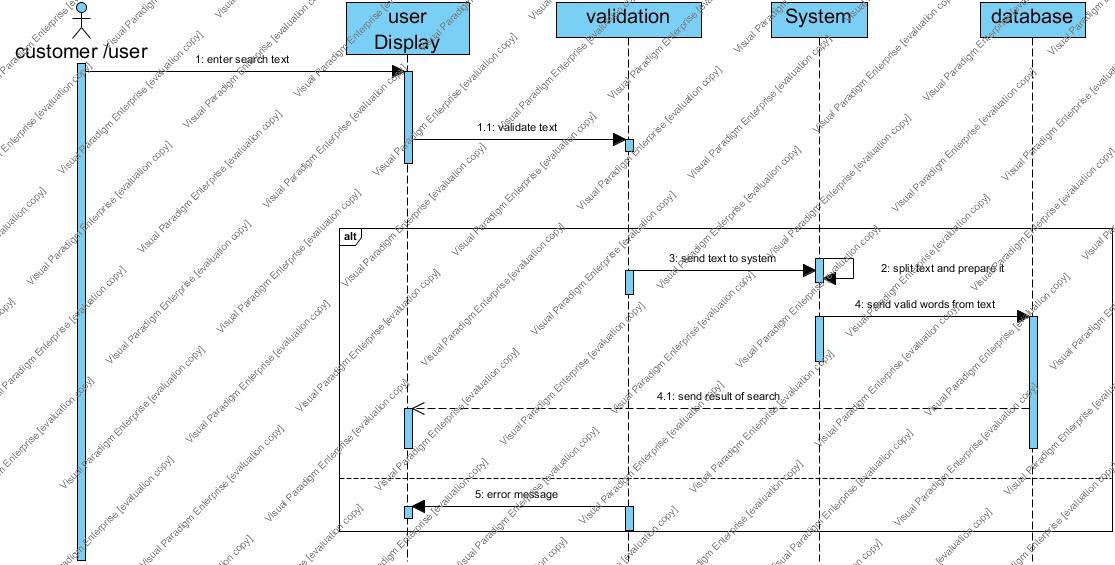 customer /user
user
Display
validation
System
database
1: enter search text
1.1: validate text
alt
3: send text to system
2: split text and prepare it
4: send valid words from text
4.1: send result of search
5: error message
Visual Paradigm Enterprise [evaluation copy]